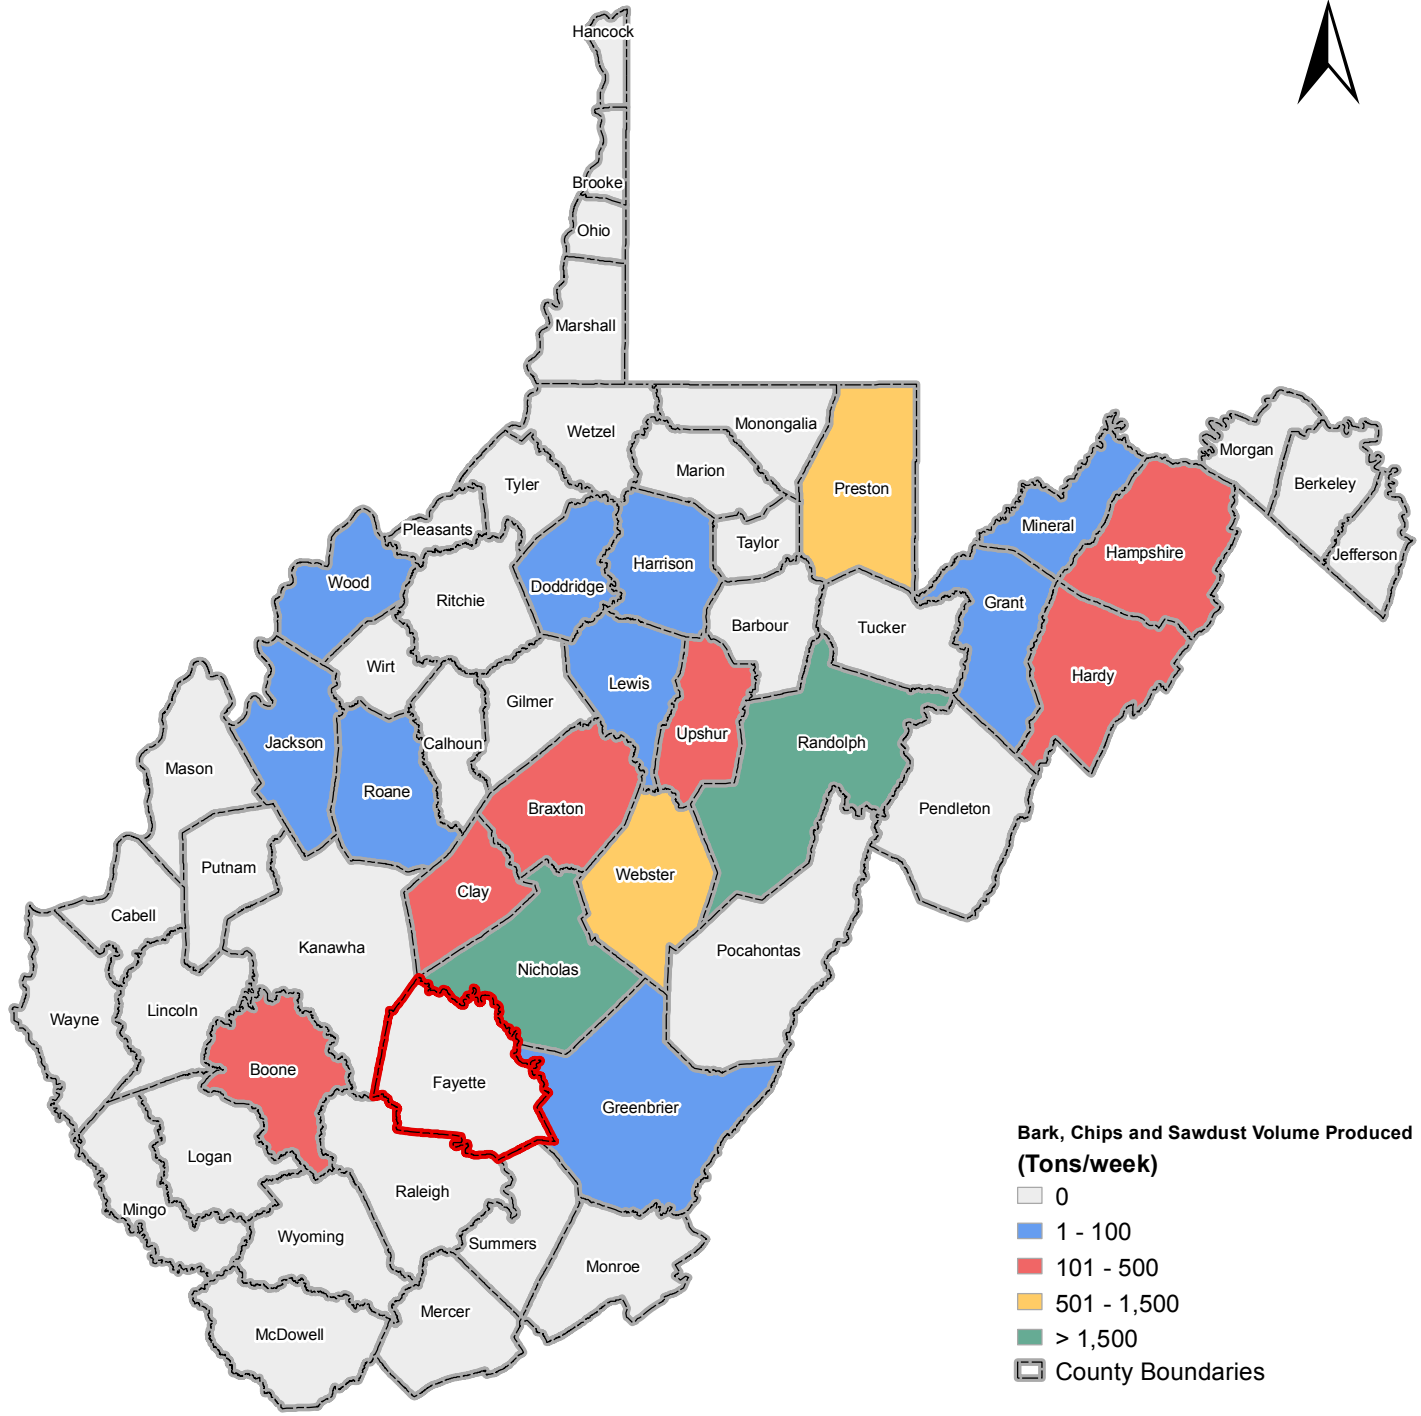 Hancock
Brooke
Ohio
Marshall
Wetzel
Monongalia
Marion
Preston
Tyler
Pleasants
Taylor
Morgan
Berkeley
Jefferson
Mineral
Hampshire
Wood
Doddridge
Harrison
Ritchie
Grant
Barbour
Tucker
Wirt
Lewis
Hardy
Gilmer
Upshur
Jackson
Calhoun
Randolph
Mason
Roane
Braxton
Pendleton
Putnam
Webster
Clay
Cabell
Kanawha
Pocahontas
Nicholas
Lincoln
Wayne
Boone
Fayette
Greenbrier
Logan
Raleigh
Mingo
Wyoming
Summers
Monroe
Mercer
McDowell
Bark, Chips and Sawdust Volume Produced
(Tons/week)
0
1 - 100
101 - 500
501 - 1,500
> 1,500
County Boundaries